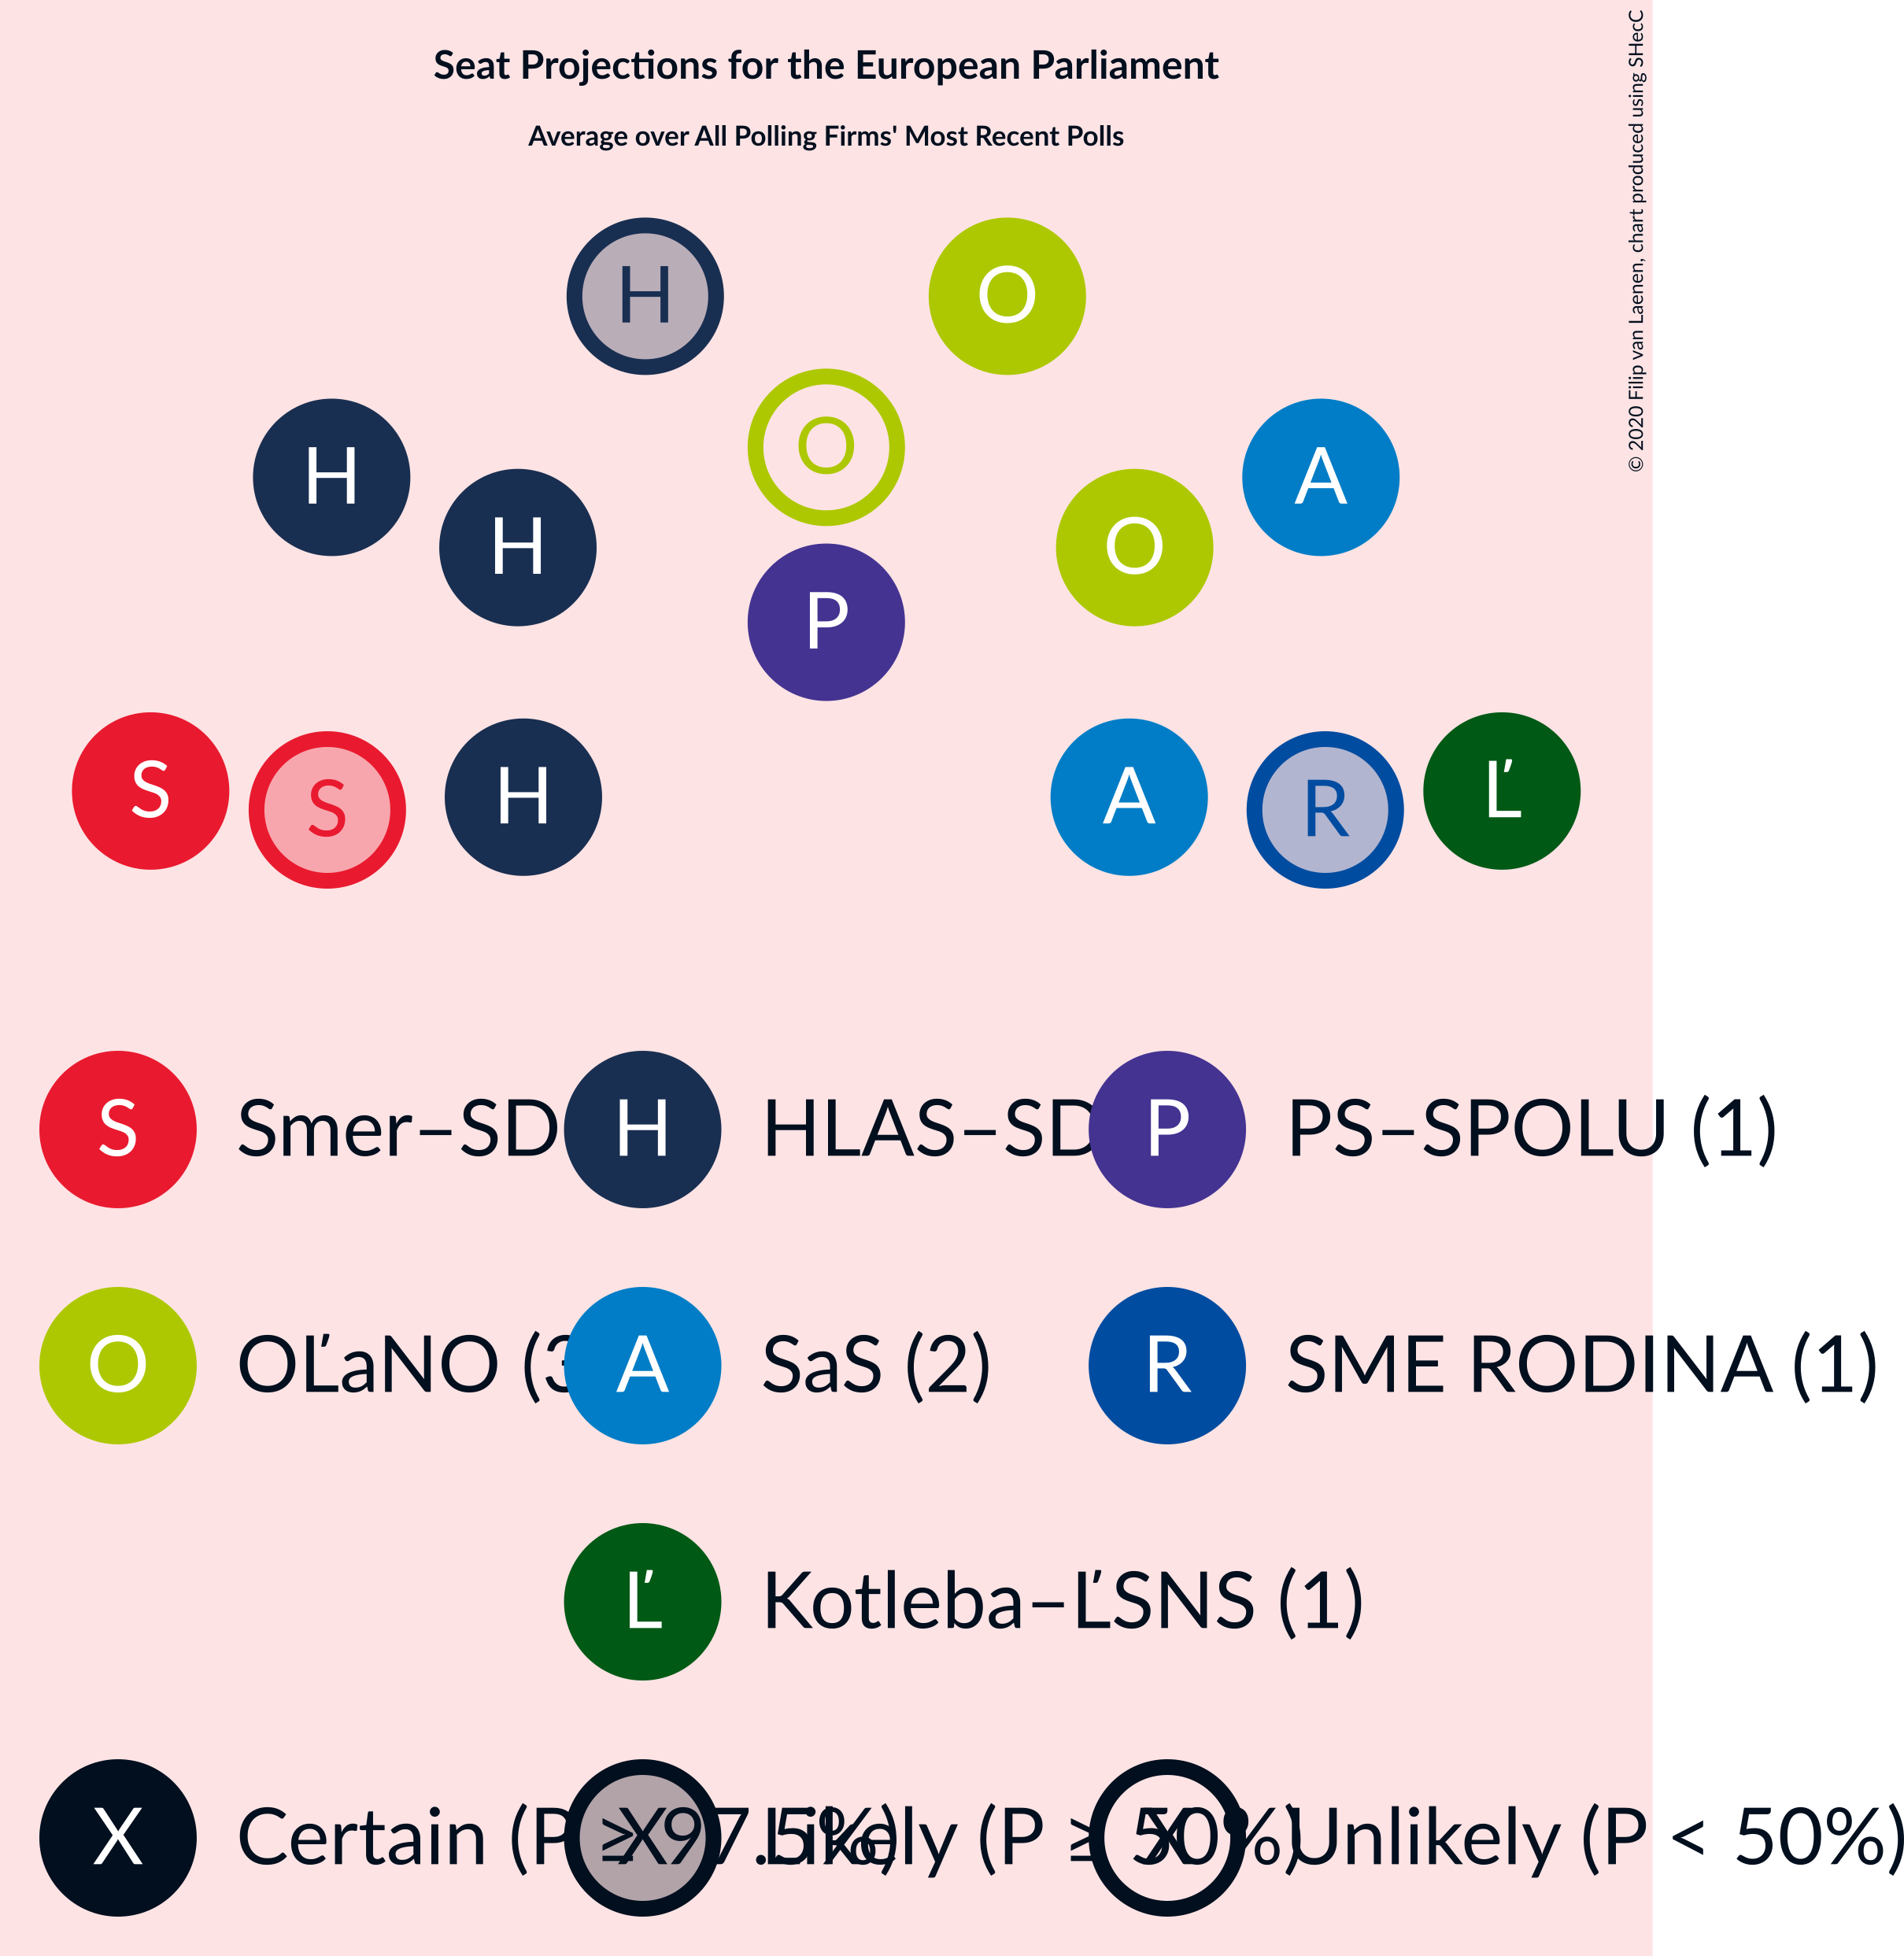 Seat Projections for the European Parliament
Average over All Polling Firms' Most Recent Polls
© 2020 Filip van Laenen, chart produced using SHecC
H O
O
H A
H O
P
S Ľ
H A
S R
S Smer–SD H HLAS–SD P PS–SPOLU (1)
O OĽaNO (3 A SaS (2) R SME RODINA (1)
Ľ Kotleba–ĽSNS (1)
X Certain (P ≥ 97.5%) X Likely (P ≥ 50%) X Unlikely (P < 50%)